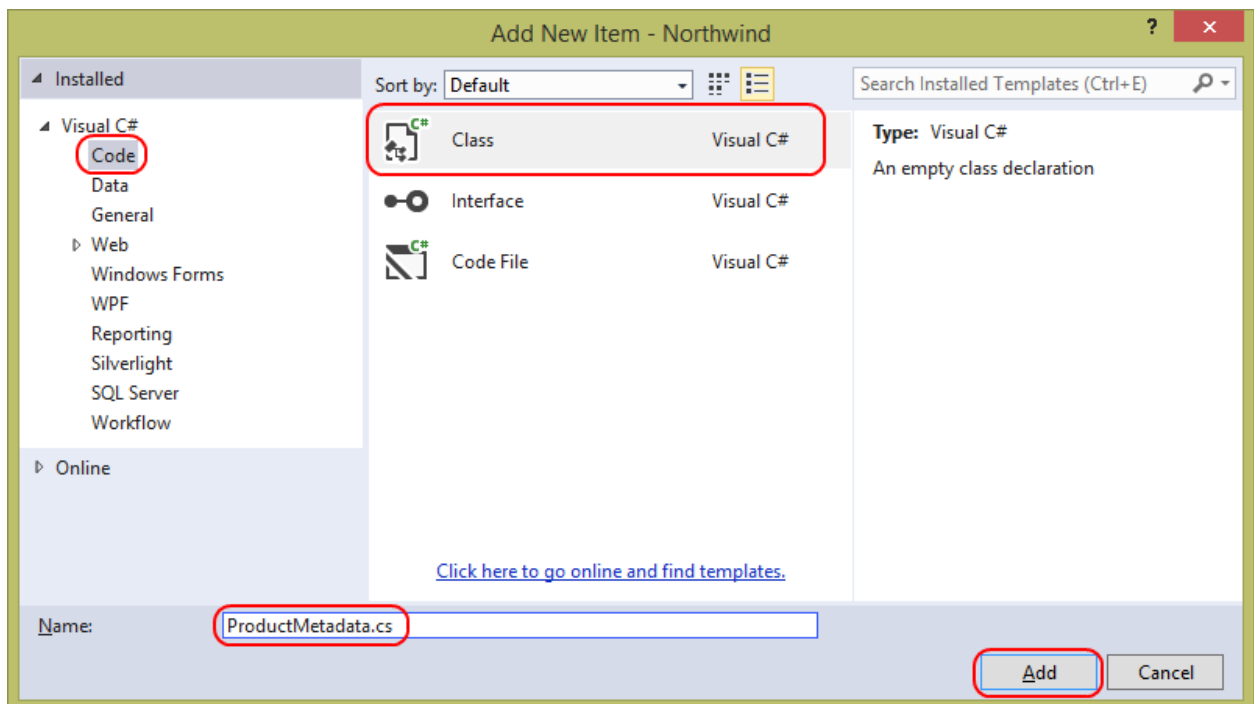 Add New Item - Northwind
?
×
Installed
Visual C#
Code
Data
General
Web
Windows Forms
WPF
Reporting
Silverlight
SQL Server
Workflow
Online
Sort by: Default
C# Class Visual C#
Interface Visual C#
C# Code File Visual C#
Click here to go online and find templates.
Search Installed Templates (Ctrl+E)
Type: Visual C#
An empty class declaration
Name: ProductMetadata.cs
Add
Cancel